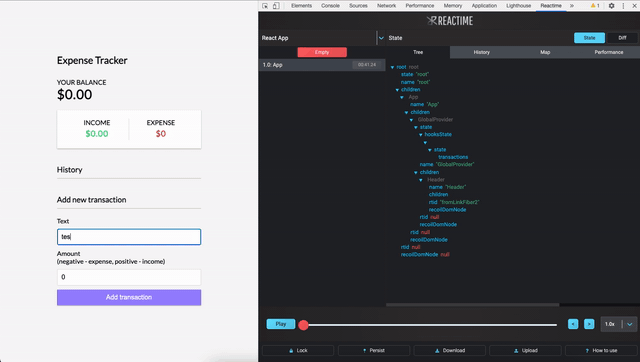 Elements Console Sources Network Performance Memory Application Lighthouse Reactime » 1
REACTIME
React App State State Diff
Empty Tree History Map Performance
1.0: App 00:41.24
root root
state "root"
name "root"
children
App
name "App"
children
GlobalProvider
state
hooksState
state
transactions
name "GlobalProvider"
children
Header
name "Header"
children
rtid "fromLinkFiber2"
recoilDomNode
rtid null
recoilDomNode
rtid null
recoilDomNode
rtid null
recoilDomNode null
Play < > 1.0x
Lock Persist Download Upload ? How to use
Expense Tracker
YOUR BALANCE
$0.00
INCOME EXPENSE
$0.00 $0
History
Add new transaction
Text
tes
Amount
(negative - expense, positive - income)
0
Add transaction